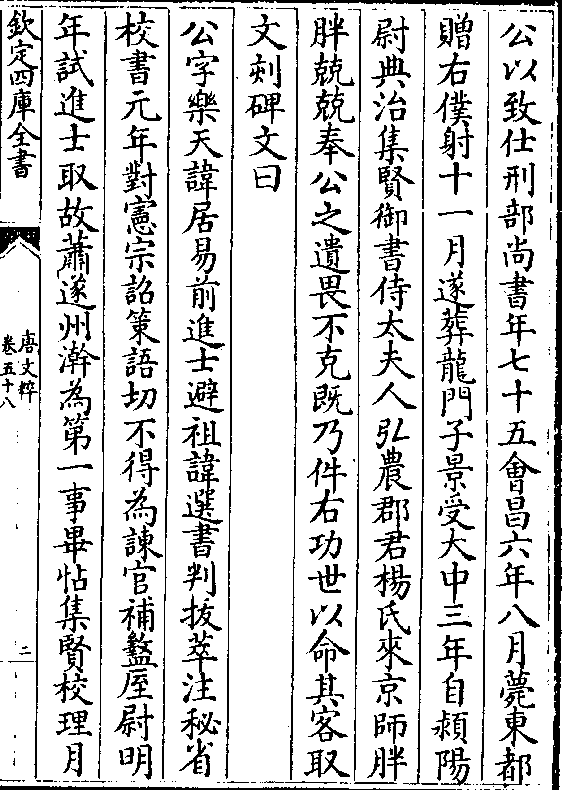 公以致仕刑部尚書年七十五㑹昌六年八月薨東都
贈右僕射十一月遂葬龍門子景受大中三年自潁陽
尉典治集賢御書侍太夫人弘農郡君楊氏來京師胖
胖兢兢奉公之遺畏不克既乃件右功世以命其客取
文刻碑文曰
公字樂天諱居易前進士避祖諱選書判拔萃注秘省
校書元年對憲宗詔策語切不得為諫官補盩厔尉明
年試進士取故蕭遂州澣為第一事畢帖集賢校理月
欽定四庫全書
唐文粹
卷五十八
二